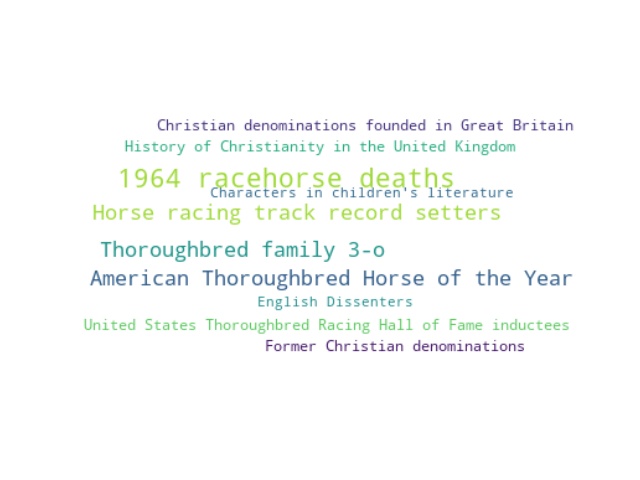 Christian denominations founded in Great Britain
History of Christianity in the United Kingdom
1964 racehorse deaths
Characters in children's literature
Horse racing track record setters
Thoroughbred family 3-o
American Thoroughbred Horse of the Year
English Dissenters
United States Thoroughbred Racing Hall of Fame inductees
Former Christian denominations